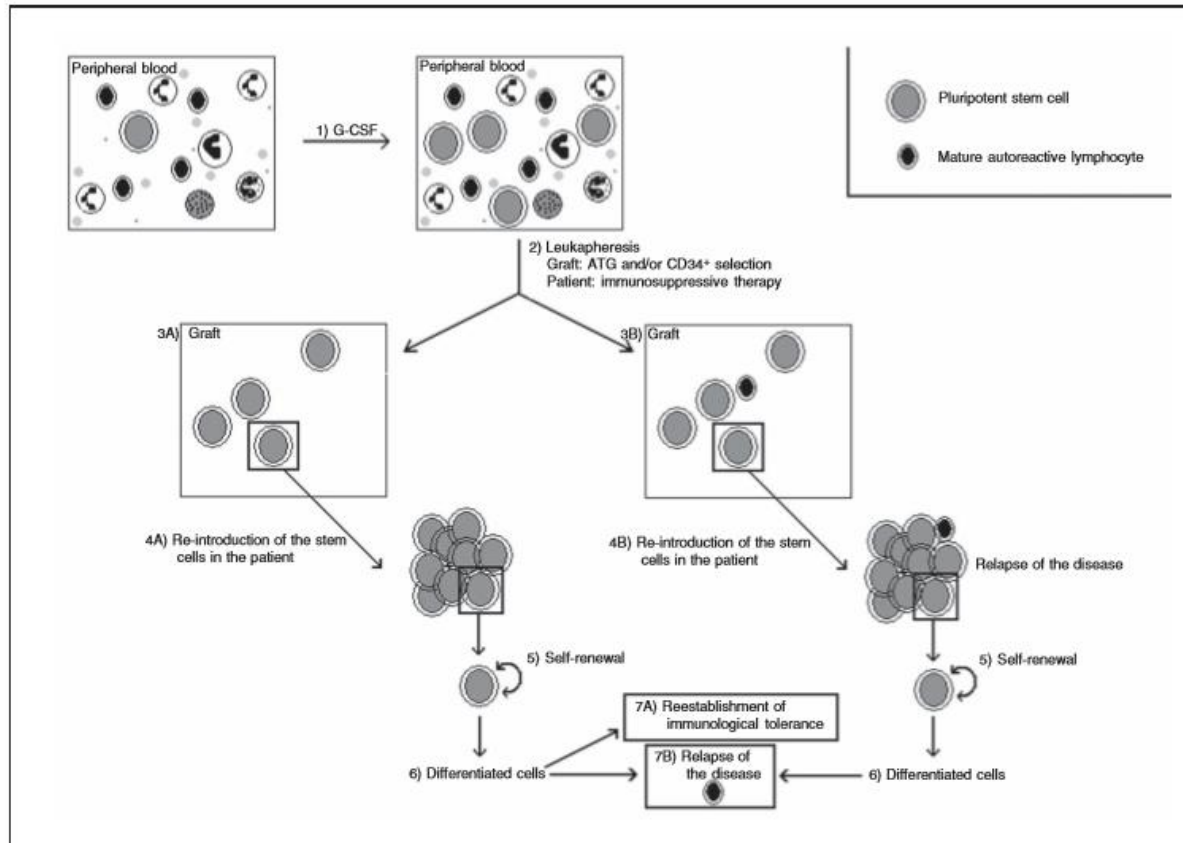 Peripheral blood
1) G-CSF
Peripheral blood
Pluripotent stem cell
Mature autoreactive lymphocyte
2) Leukapheresis
Graft: ATG and/or CD34+ selection
Patient: immunosuppressive therapy
3A) Graft
3B) Graft
4A) Re-introduction of the stem
cells in the patient
4B) Re-introduction of the stem
cells in the patient
Relapse of the disease
5) Self-renewal
5) Self-renewal
7A) Reestablishment of
immunological tolerance
6) Differentiated cells
7B) Relapse of
the disease
6) Differentiated cells